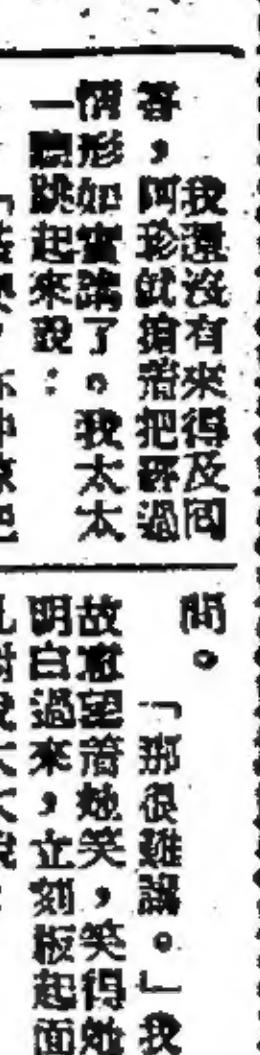 我還沒有來得及回
答，阿珍就搶着把經過
情形如實講了。我太太
一聽跳起來說：
問。
「那很難講。」我
故意望着她笑，笑得她
明白過來，立刻板起面